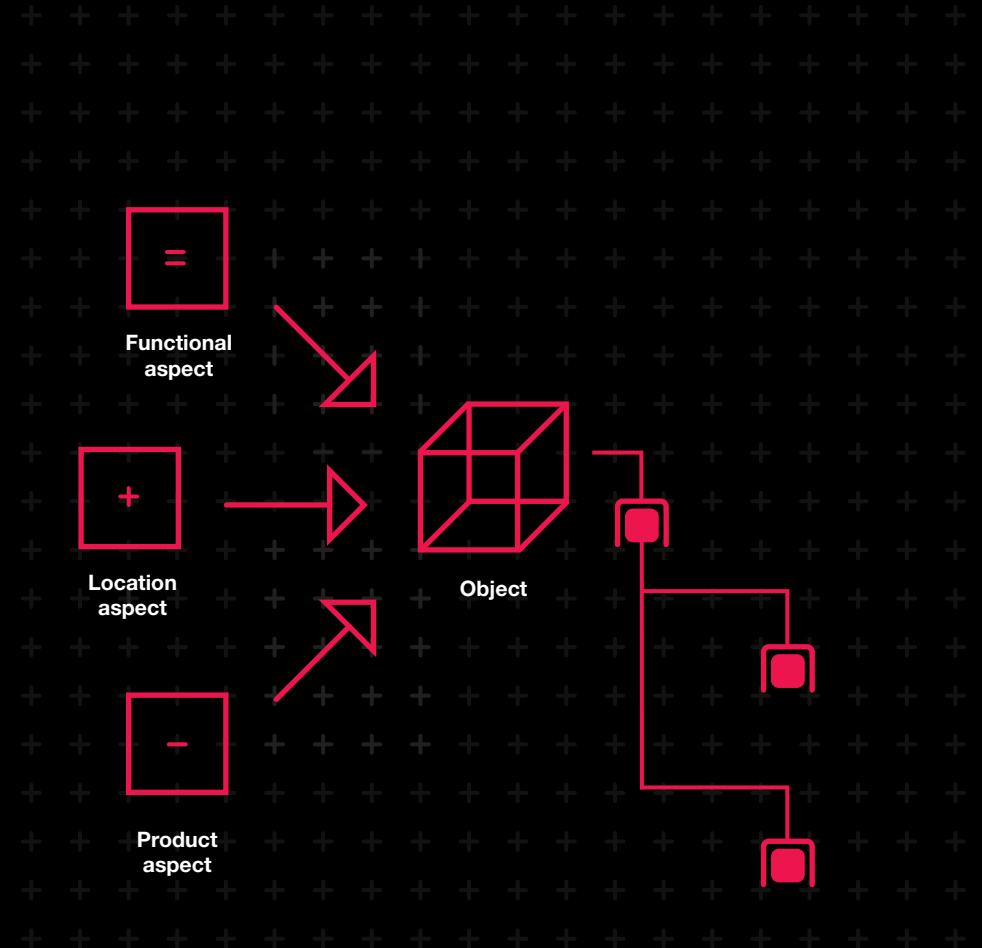 =
Functional
aspect
+
Location
aspect
Object
-
Product
aspect